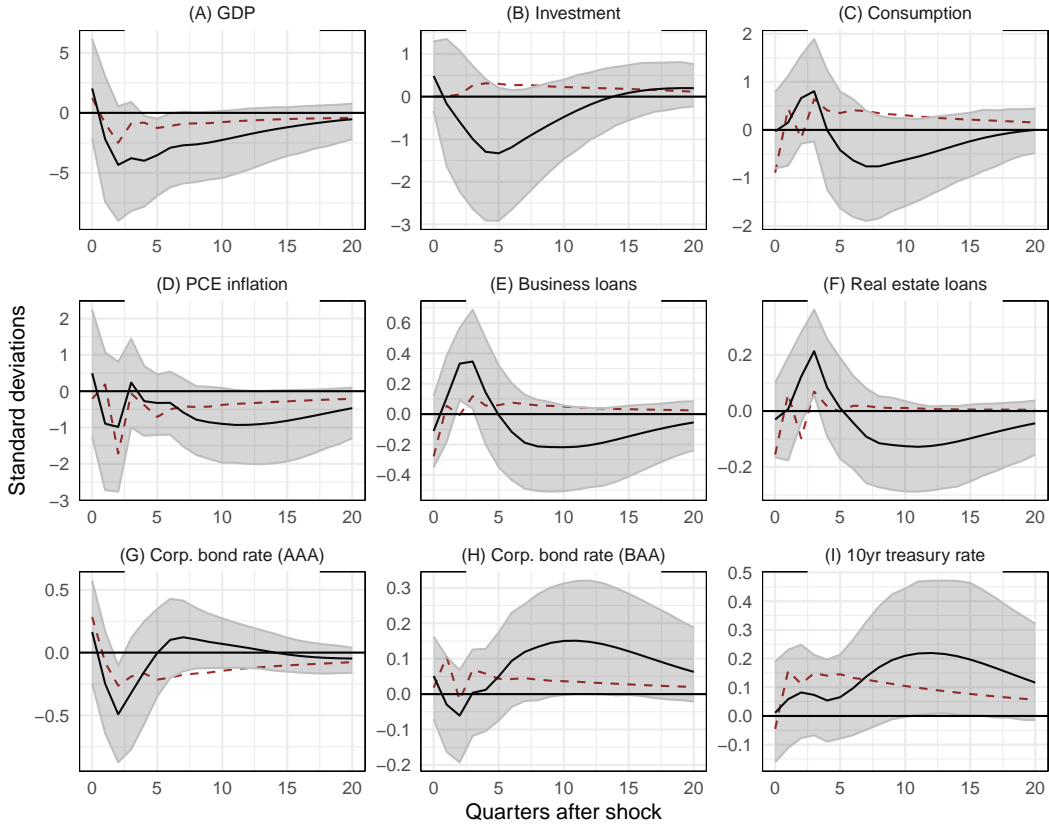 (A) GDP
(B) Investment
(C) Consumption
5
0
−5
0 5 10 15 20
1
0
−1
−2
−3
0 5 10 15 20
2
1
0
−1
−2
0 5 10 15 20
(D) PCE inflation
(E) Business loans
(F) Real estate loans
Standard deviations
2
1
0
−1
−2
−3
0 5 10 15 20
0.6
0.4
0.2
0.0
−0.2
−0.4
0 5 10 15 20
0.2
0.0
−0.2
0 5 10 15 20
(G) Corp. bond rate (AAA)
(H) Corp. bond rate (BAA)
(I) 10yr treasury rate
0.5
0.0
−0.5
0 5 10 15 20
0.3
0.2
0.1
0.0
−0.1
−0.2
0 5 10 15 20
0.5
0.4
0.3
0.2
0.1
0.0
−0.1
0 5 10 15 20
Quarters after shock